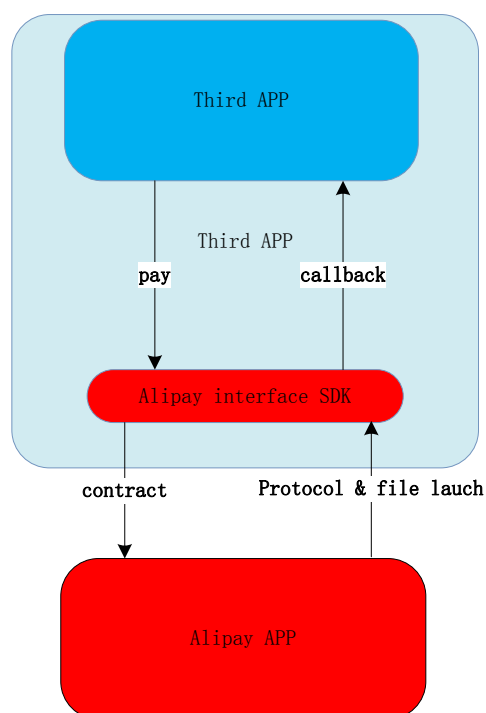 Third APP
Third APP
pay
callback
Alipay interface SDK
contract
Protocol & file lauch
Alipay APP